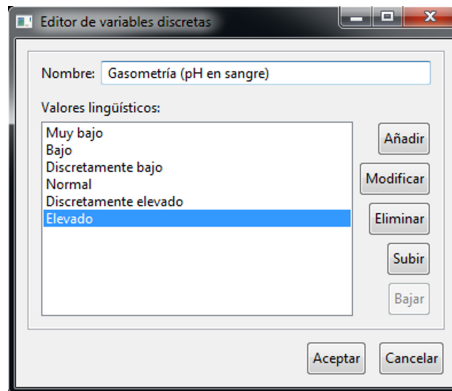 Editor de variables discretas
Nombre: Gasometría (pH en sangre)
Valores lingüísticos:
Muy bajo
Bajo
Discretamente bajo
Normal
Discretamente elevado
Elevado
Añadir
Modificar
Eliminar
Subir
Bajar
Aceptar Cancelar